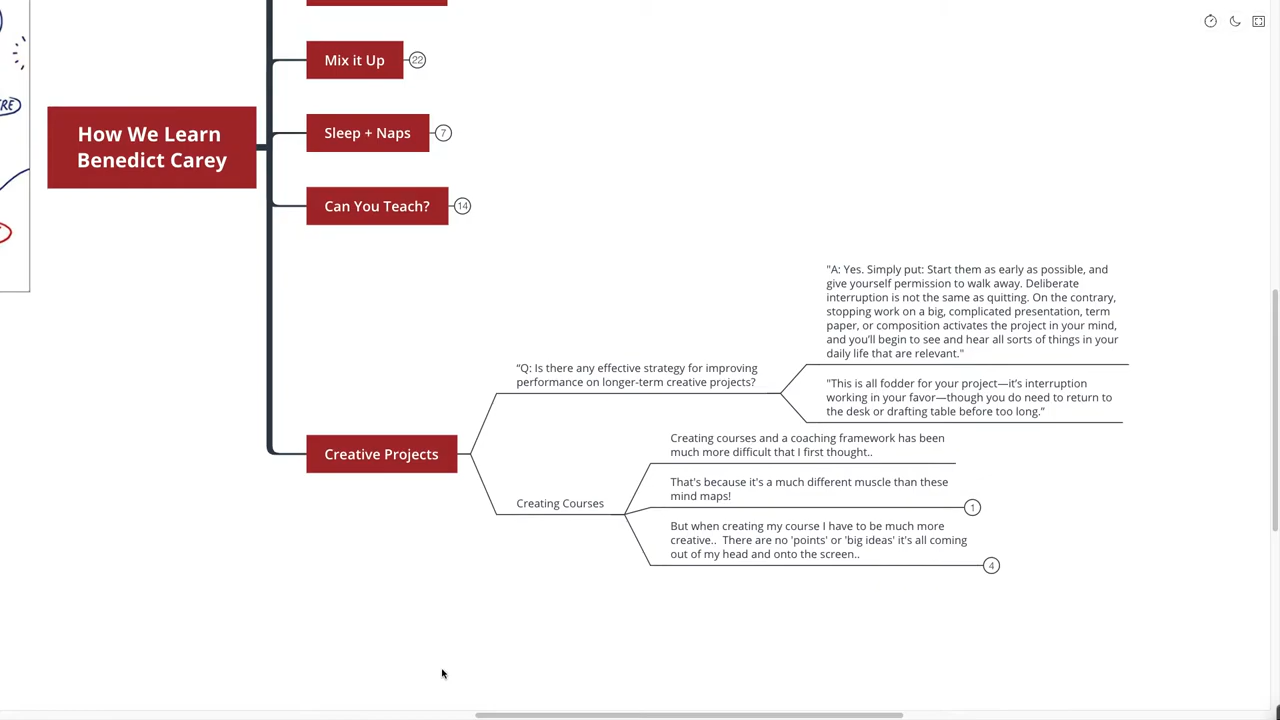 RE
How We Learn
Benedict Carey
Mix it Up
22
Sleep + Naps
7
Can You Teach?
14
Creative Projects
“Q: Is there any effective strategy for improving
performance on longer-term creative projects?
"A: Yes. Simply put: Start them as early as possible, and
give yourself permission to walk away. Deliberate
interruption is not the same as quitting. On the contrary,
stopping work on a big, complicated presentation, term
paper, or composition activates the project in your mind,
and you’ll begin to see and hear all sorts of things in your
daily life that are relevant."
"This is all fodder for your project—it’s interruption
working in your favor—though you do need to return to
the desk or drafting table before too long.”
Creating Courses
Creating courses and a coaching framework has been
much more difficult that I first thought..
That's because it's a much different muscle than these
mind maps!
1
But when creating my course I have to be much more
creative..  There are no 'points' or 'big ideas' it's all coming
out of my head and onto the screen..
4